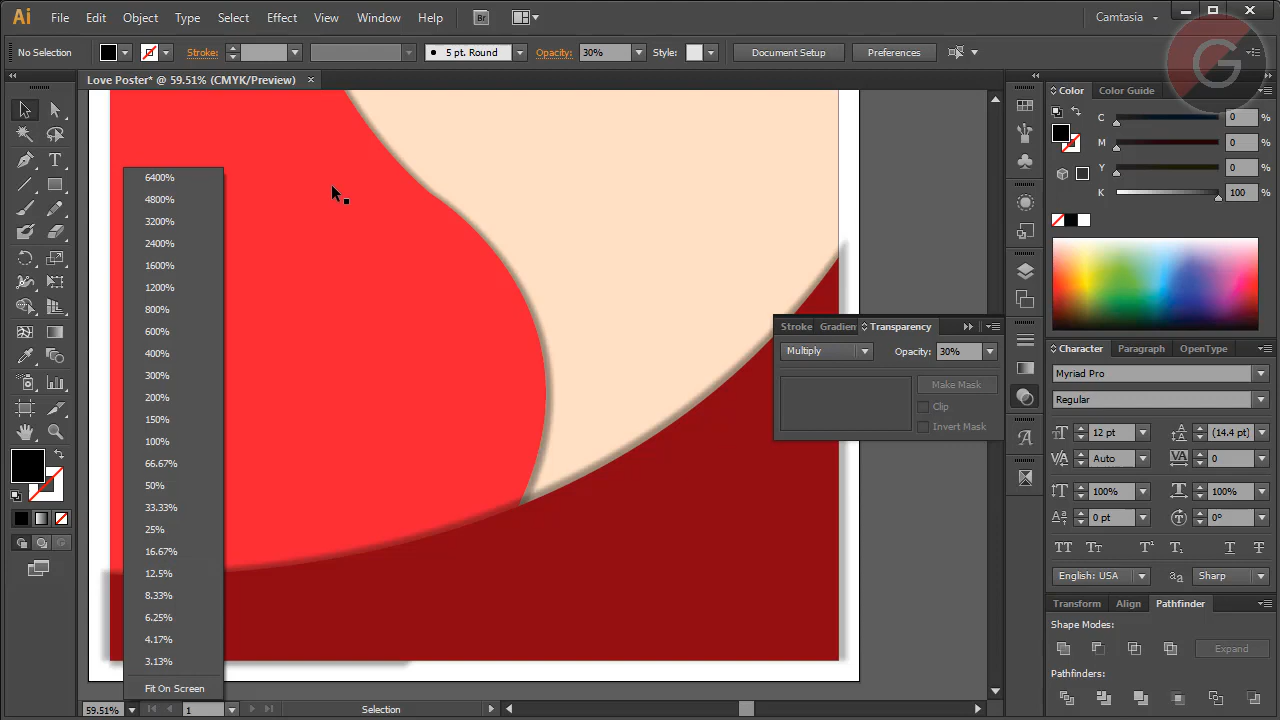 Ai File Edit Object Type Select Effect View Window Help Br Camtasia
No Selection Stroke: 5 pt. Round Opacity: 30% Style: Document Setup Preferences
Love Poster* @ 59.51% (CMYK/Preview) ×
G
Color Color Guide
C 0 %
M 0 %
Y 0 %
K 100 %
6400%
4800%
3200%
2400%
1600%
1200%
800%
600%
400%
300%
200%
150%
100%
66.67%
50%
33.33%
25%
16.67%
12.5%
8.33%
6.25%
4.17%
3.13%
Fit On Screen
Stroke Gradien Transparency
Multiply Opacity: 30%
Make Mask
Clip
Invert Mask
Character Paragraph OpenType
Myriad Pro
Regular
12 pt (14.4 pt)
Auto 0
100% 100%
0 pt 0°
TT Tт T¹ T₁ T T
English: USA aa Sharp
Transform Align Pathfinder
Shape Modes:
Expand
Pathfinders:
59.51% 1 Selection